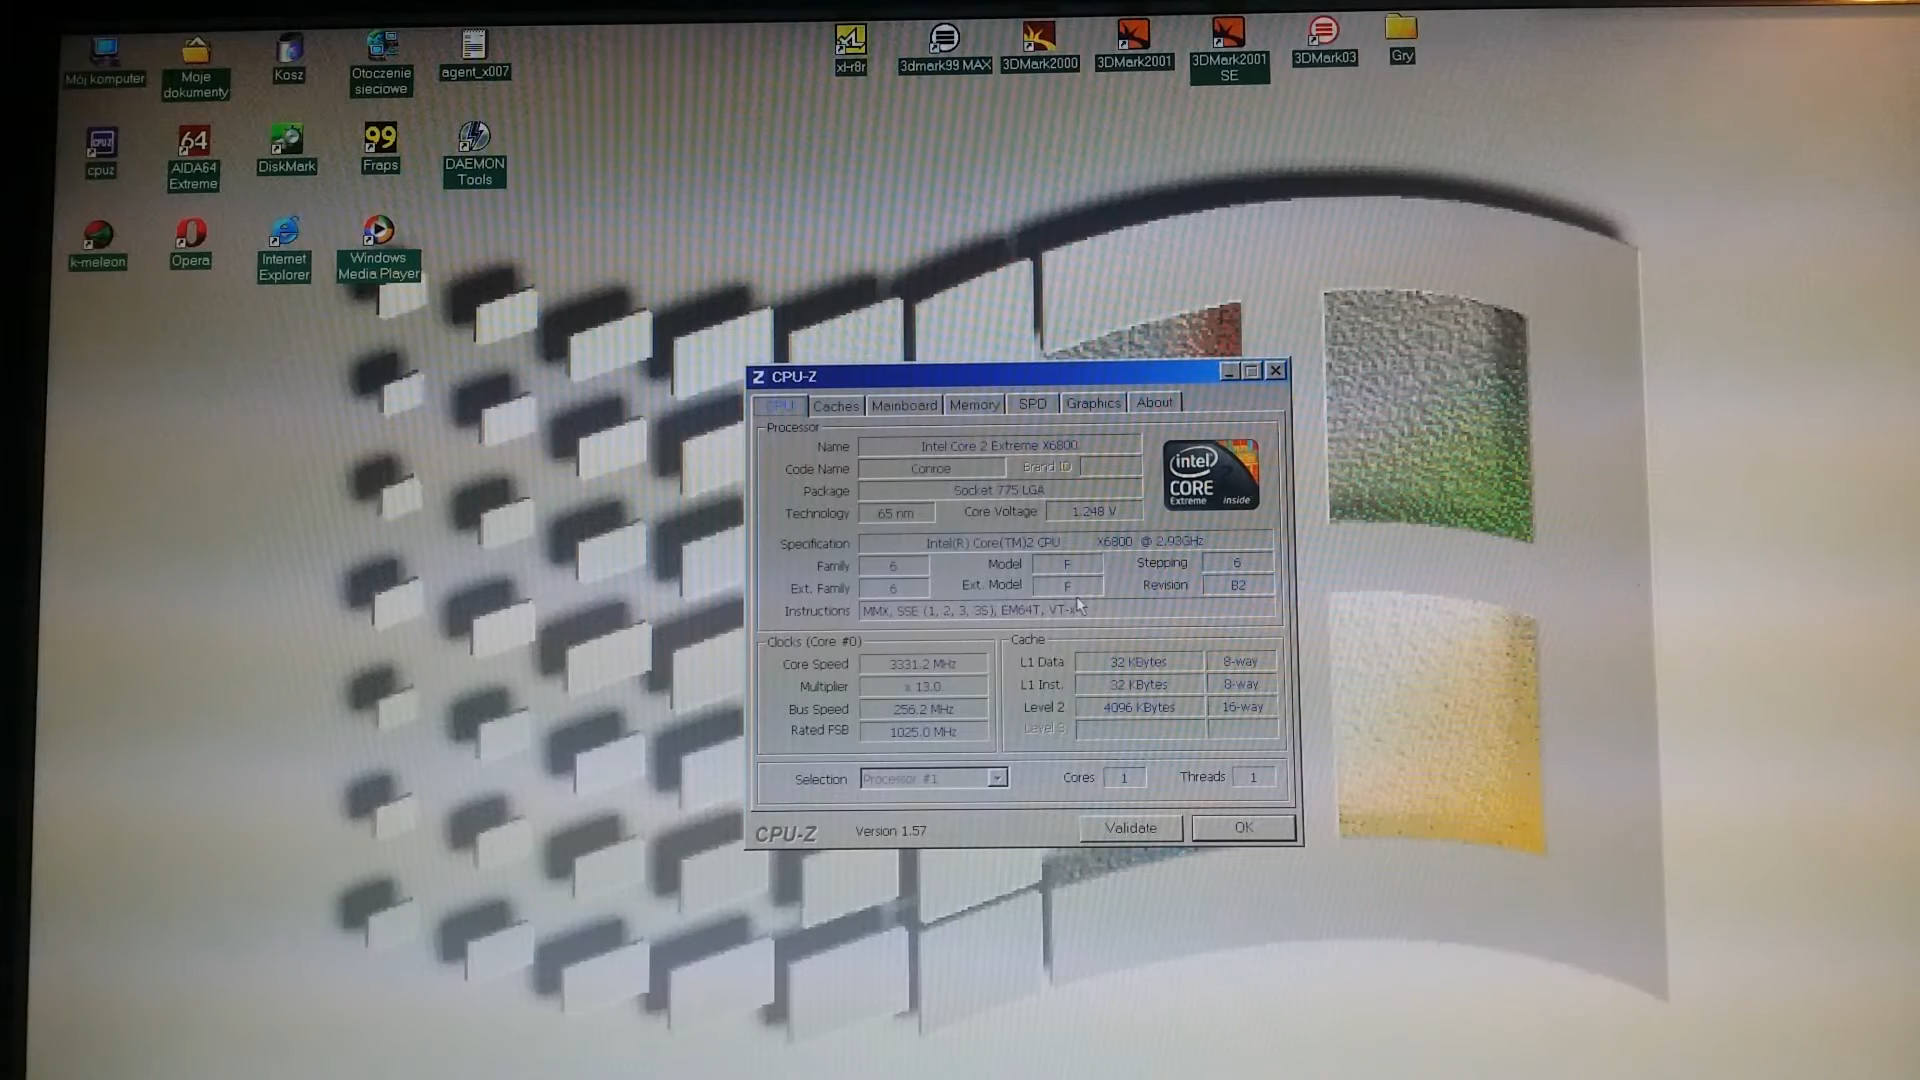 Mój komputer
Moje
dokumenty
Kosz
Otoczenie
sieciowe
agent_x007
xl-r8r
3dmark99 MAX
3DMark2000
3DMark2001
3DMark2001
SE
3DMark03
Gry
CPUZ
cpuz
64
AIDA64
Extreme
DiskMark
99
Fraps
DAEMON
Tools
k-meleon
Opera
Internet
Explorer
Windows
Media Player
Z CPU-Z
CPU Caches Mainboard Memory SPD Graphics About
Processor
Name Intel Core 2 Extreme X6800
Code Name Conroe Brand ID
Package Socket 775 LGA
Technology 65 nm Core Voltage 1.248 V
intel
CORE
Extreme inside
Specification Intel(R) Core(TM)2 CPU X6800 @ 2.93GHz
Family 6 Model F Stepping 6
Ext. Family 6 Ext. Model F Revision B2
Instructions MMX, SSE (1, 2, 3, 3S), EM64T, VT-x
Clocks (Core #0)
Core Speed 3331.2 MHz
Multiplier x 13.0
Bus Speed 256.2 MHz
Rated FSB 1025.0 MHz
Cache
L1 Data 32 KBytes 8-way
L1 Inst. 32 KBytes 8-way
Level 2 4096 KBytes 16-way
Level 3
Selection Processor #1 Cores 1 Threads 1
CPU-Z Version 1.57 Validate OK